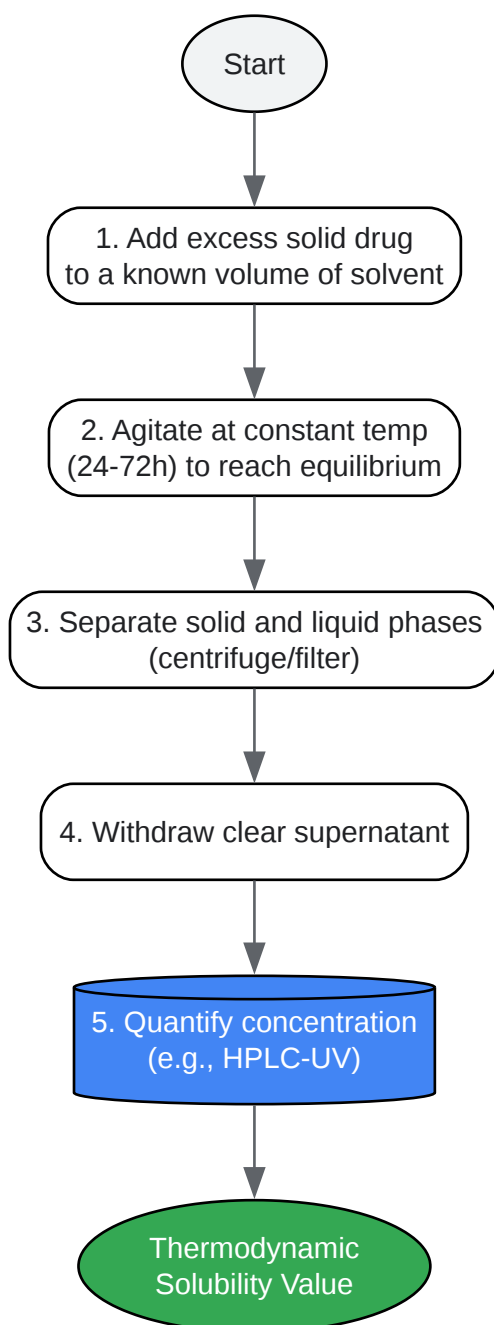 Start
1. Add excess solid drug
to a known volume of solvent
2. Agitate at constant temp
(24-72h) to reach equilibrium
3. Separate solid and liquid phases
(centrifuge/filter)
4. Withdraw clear supernatant
5. Quantify concentration
(e.g., HPLC-UV)
Thermodynamic
Solubility Value